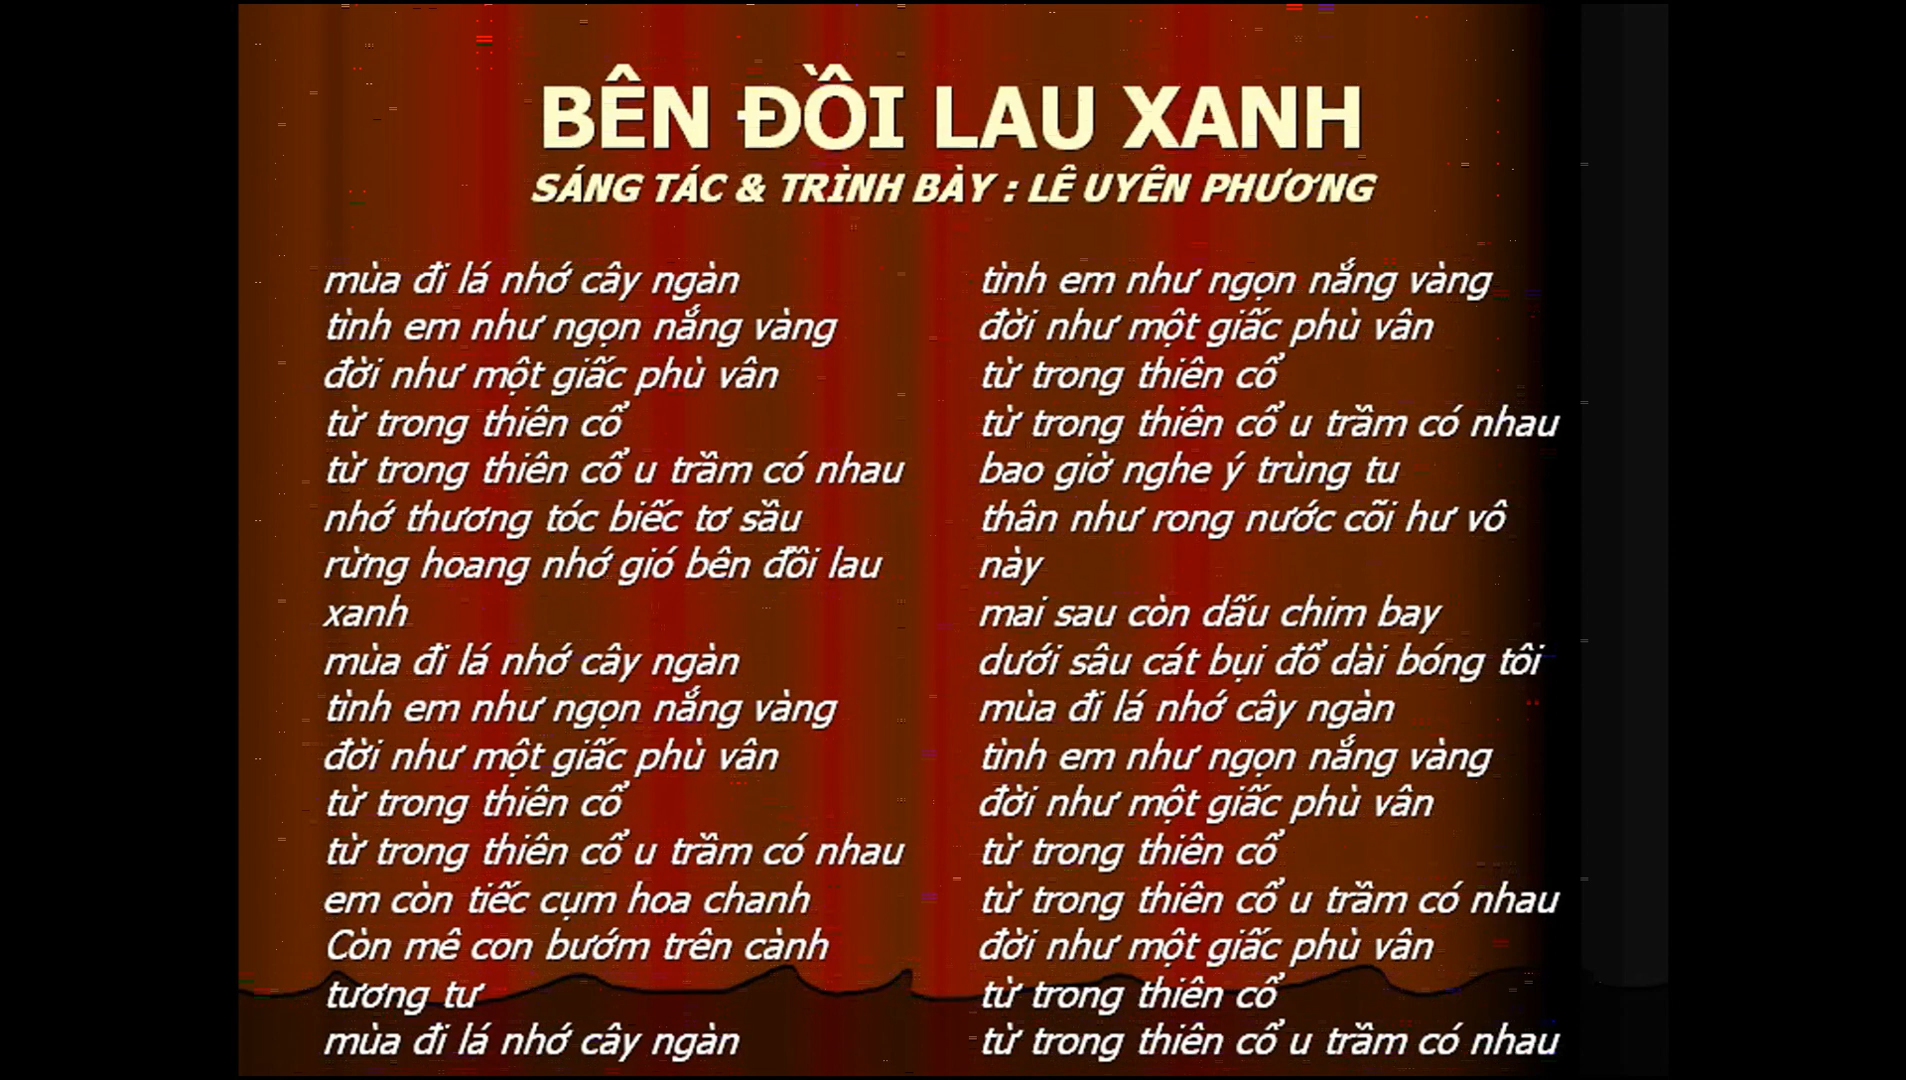 BÊN ĐỒI LAU XANH
SÁNG TÁC & TRÌNH BÀY : LÊ UYÊN PHƯƠNG
mùa đi lá nhớ cây ngàn
tình em như ngọn nắng vàng
đời như một giấc phù vân
từ trong thiên cổ
từ trong thiên cổ u trầm có nhau
nhớ thương tóc biếc tơ sầu
rừng hoang nhớ gió bên đồi lau
xanh
mùa đi lá nhớ cây ngàn
tình em như ngọn nắng vàng
đời như một giấc phù vân
từ trong thiên cổ
từ trong thiên cổ u trầm có nhau
em còn tiếc cụm hoa chanh
Còn mê con bướm trên cành
tương tư
mùa đi lá nhớ cây ngàn
tình em như ngọn nắng vàng
đời như một giấc phù vân
từ trong thiên cổ
từ trong thiên cổ u trầm có nhau
bao giờ nghe ý trùng tu
thân như rong nước cõi hư vô
này
mai sau còn dấu chim bay
dưới sâu cát bụi đổ dài bóng tôi
mùa đi lá nhớ cây ngàn
tình em như ngọn nắng vàng
đời như một giấc phù vân
từ trong thiên cổ
từ trong thiên cổ u trầm có nhau
đời như một giấc phù vân
từ trong thiên cổ
từ trong thiên cổ u trầm có nhau